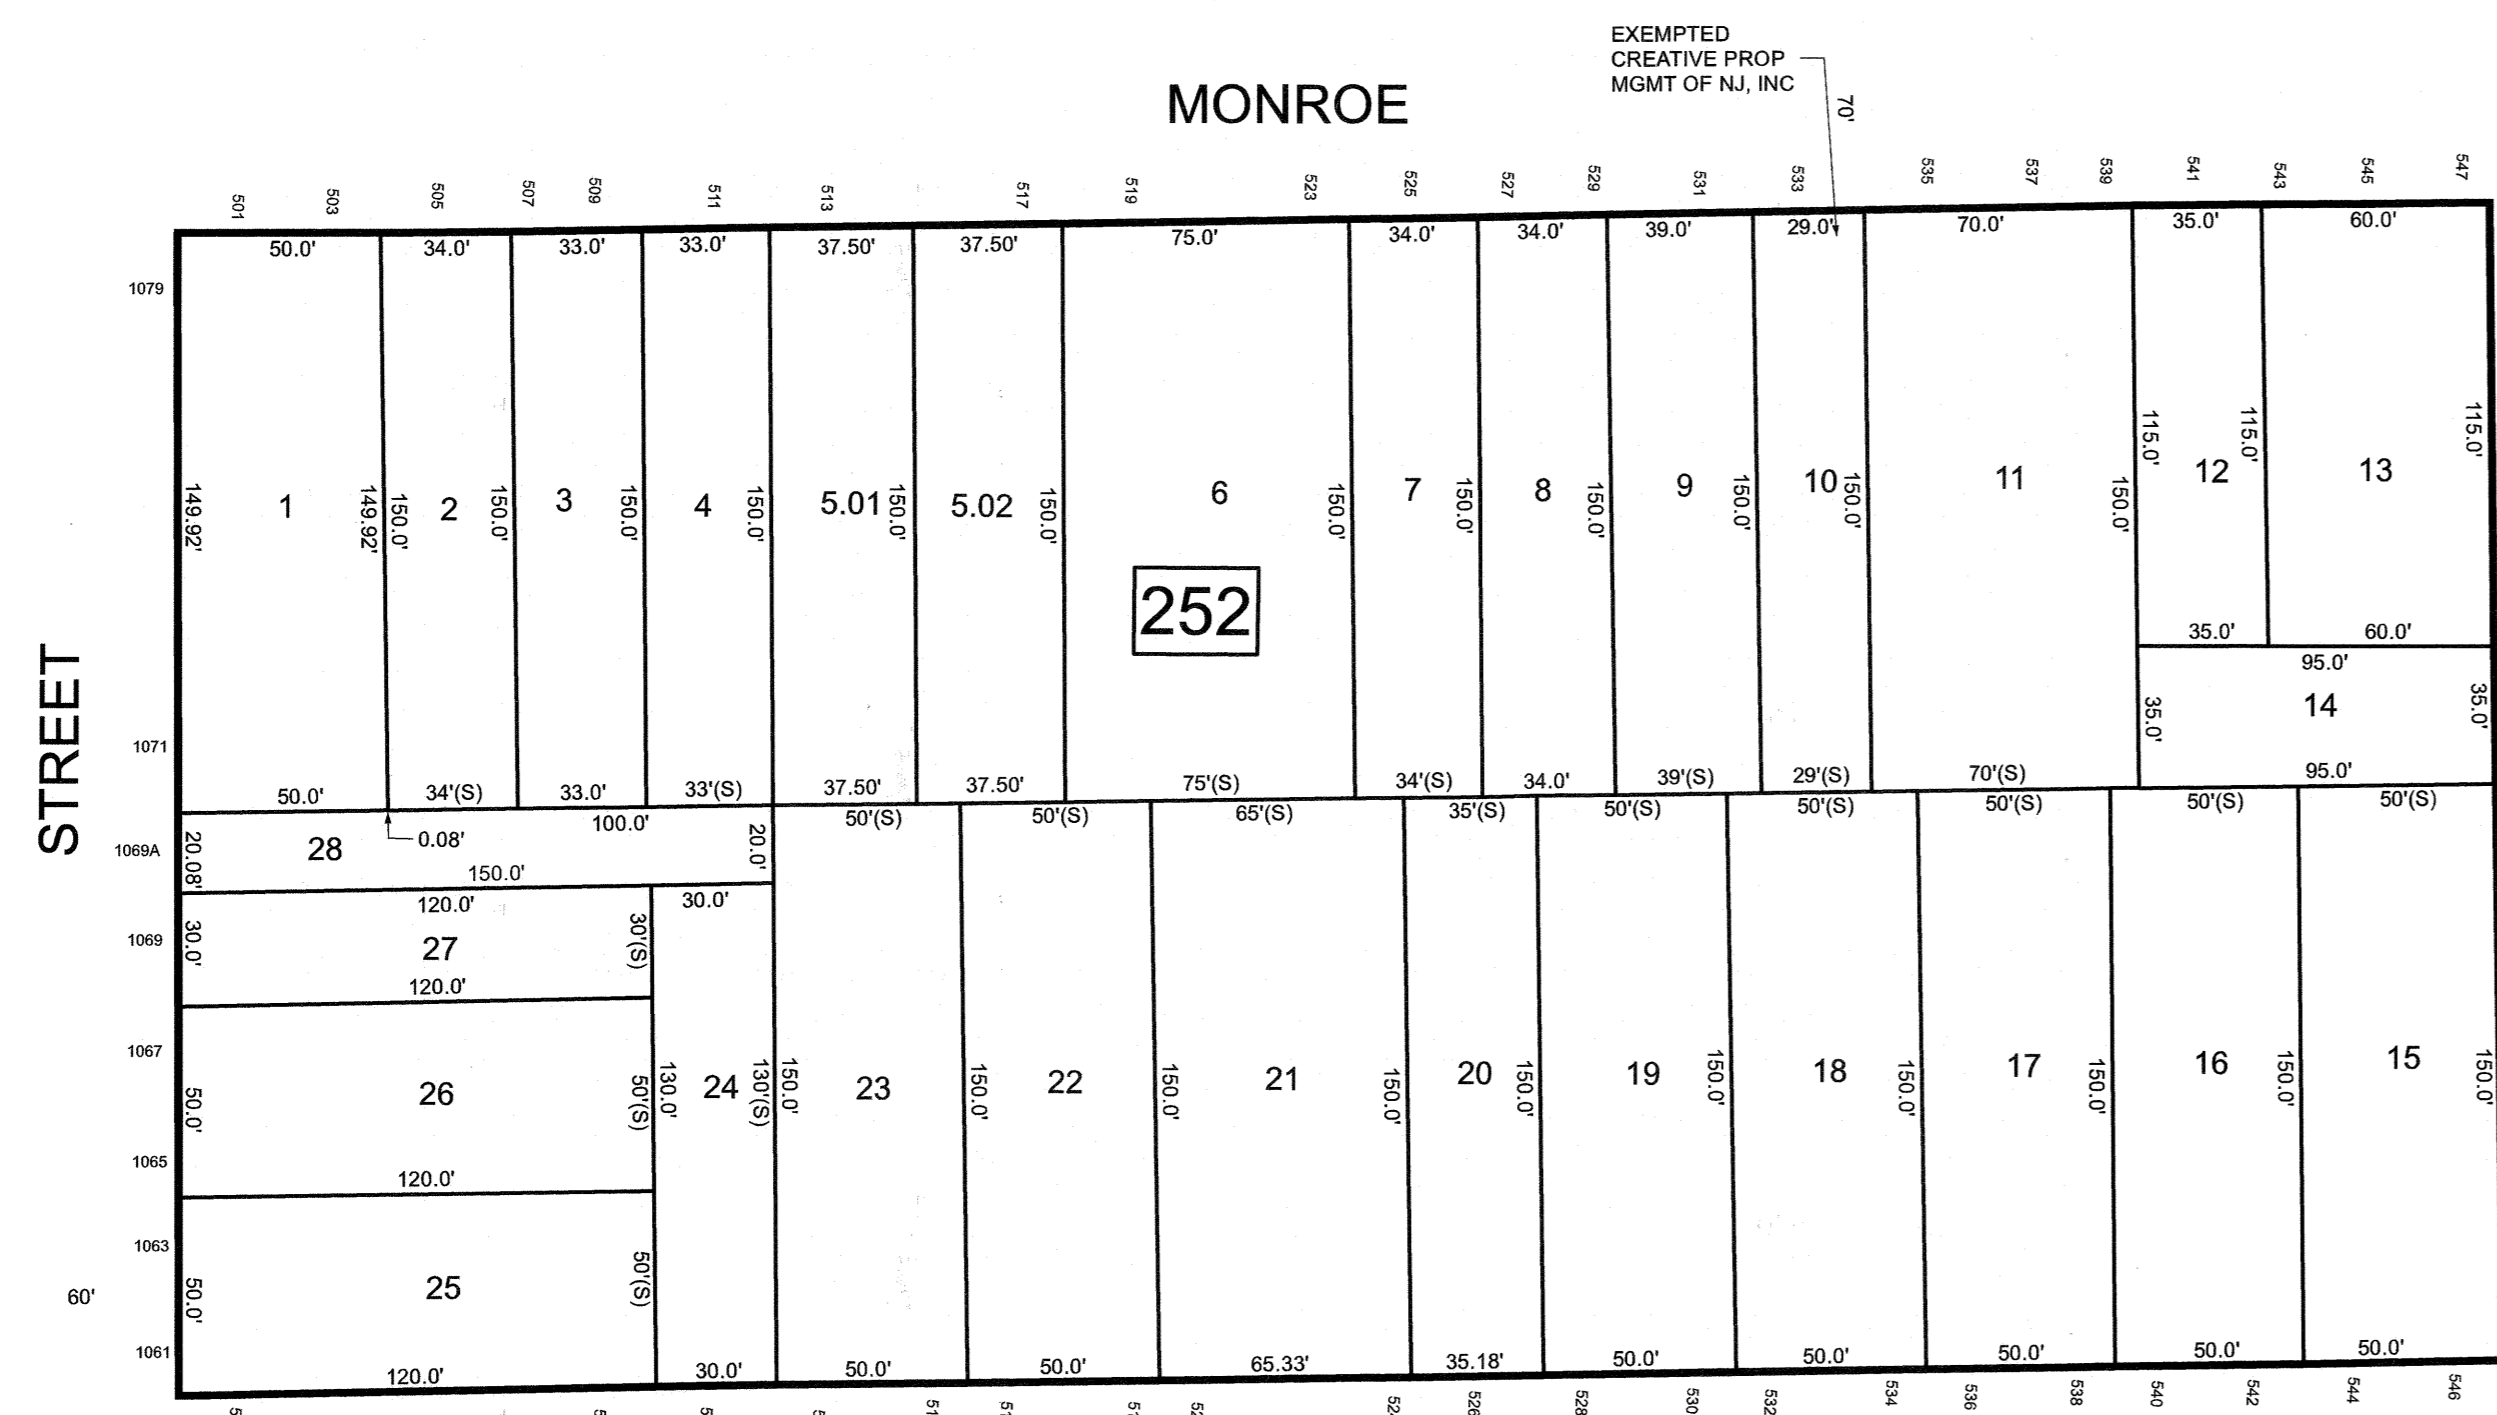 EXEMPTED
CREATIVE PROP
MGMT OF NJ, INC
70'
MONROE
501 503 505 507 509 511 513 517 519 523 525 527 529 531 533 535 537 539 541 543 545 547
50.0' 34.0' 33.0' 33.0' 37.50' 37.50' 75.0' 34.0' 34.0' 39.0' 29.0' 70.0' 35.0' 60.0'
1079
149.92' 1 149.92' 150.0' 2 150.0' 3 150.0' 4 150.0' 5.01 150.0' 5.02 150.0' 6 150.0' 7 150.0' 8 150.0' 9 150.0' 10 150.0' 11 150.0' 115.0' 12 115.0' 13 115.0'
252
35.0' 60.0'
95.0'
STREET
35.0' 14 35.0'
1071
50.0' 34'(S) 33.0' 33'(S) 37.50' 37.50' 75'(S) 34'(S) 34.0' 39'(S) 29'(S) 70'(S) 95.0'
100.0' 50'(S) 50'(S) 65'(S) 35'(S) 50'(S) 50'(S) 50'(S) 50'(S) 50'(S)
1069A 20.08' 28 0.08' 20.0'
150.0'
120.0' 30.0'
1069 30.0' 27 30'(S)
120.0'
1067
50.0' 26 50'(S) 130.0' 24 130'(S) 150.0' 23 150.0' 22 150.0' 21 150.0' 20 150.0' 19 150.0' 18 150.0' 17 150.0' 16 150.0' 15 150.0'
1065
120.0'
1063
60' 50.0' 25 50'(S)
1061
120.0' 30.0' 50.0' 50.0' 65.33' 35.18' 50.0' 50.0' 50.0' 50.0' 50.0'
526 528 530 532 534 536 538 540 542 544 546